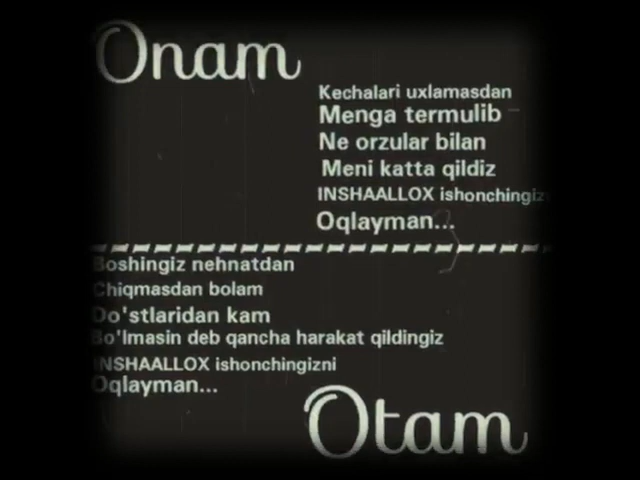 Onam
Kechalari uxlamasdan
Menga termulib
Ne orzular bilan
Meni katta qildiz
INSHAALLOX ishonchingizni
Oqlayman...
Boshingiz nehnatdan
Chiqmasdan bolam
Do'stlaridan kam
Bo'lmasin deb qancha harakat qildingiz
INSHAALLOX ishonchingizni
Oqlayman...
Otam